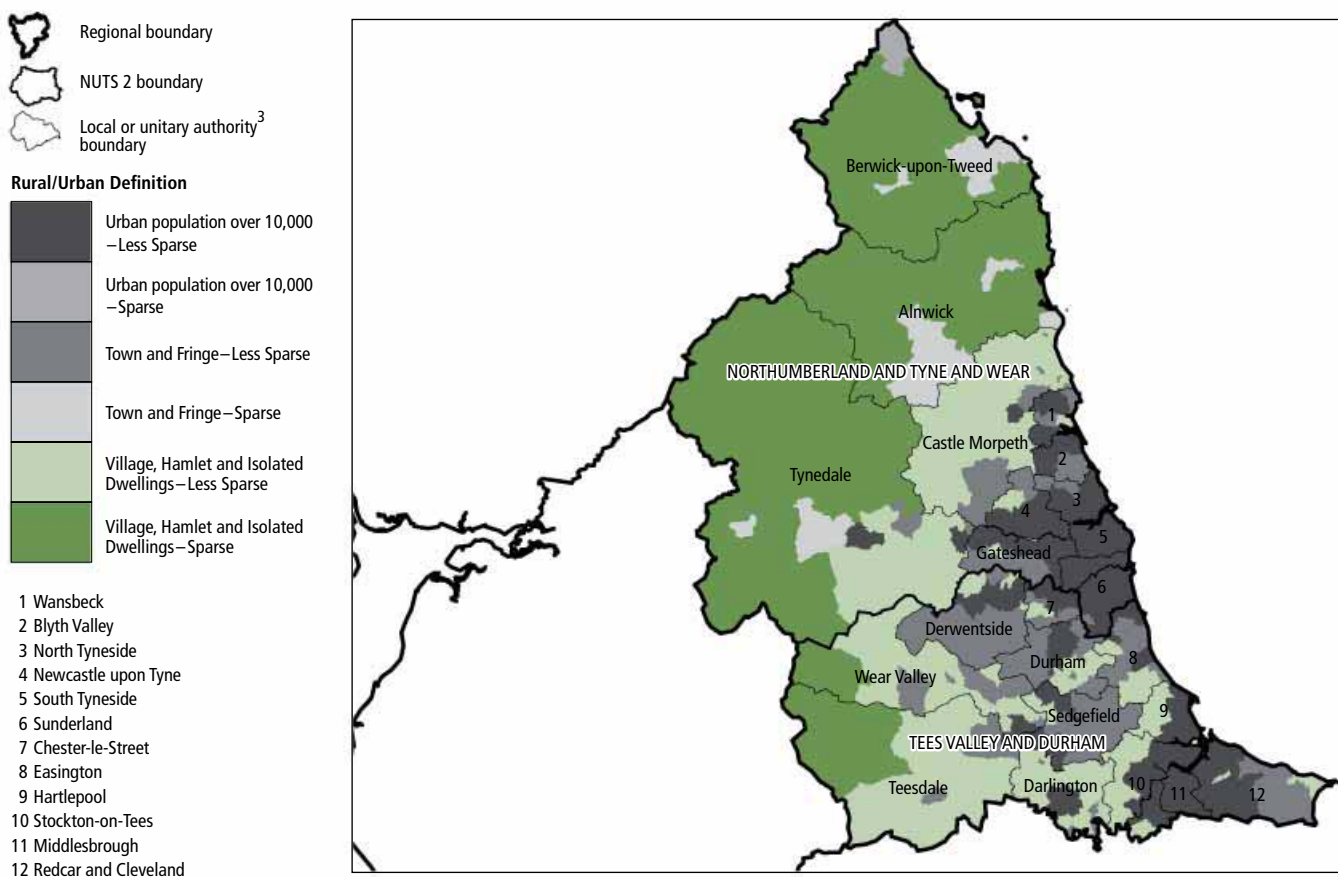 Regional boundary
NUTS 2 boundary
Local or unitary authority3
boundary
Rural/Urban Definition
Urban population over 10,000
–Less Sparse
Urban population over 10,000
–Sparse
Town and Fringe–Less Sparse
Town and Fringe–Sparse
Village, Hamlet and Isolated
Dwellings–Less Sparse
Village, Hamlet and Isolated
Dwellings–Sparse
1 Wansbeck
2 Blyth Valley
3 North Tyneside
4 Newcastle upon Tyne
5 South Tyneside
6 Sunderland
7 Chester-le-Street
8 Easington
9 Hartlepool
10 Stockton-on-Tees
11 Middlesbrough
12 Redcar and Cleveland
Berwick-upon-Tweed
Alnwick
NORTHUMBERLAND AND TYNE AND WEAR
1
Castle Morpeth
2
Tynedale
3
4
5
Gateshead
6
7
Derwentside
8
Durham
Wear Valley
9
Sedgefield
TEES VALLEY AND DURHAM
10
Darlington
Teesdale
11
12